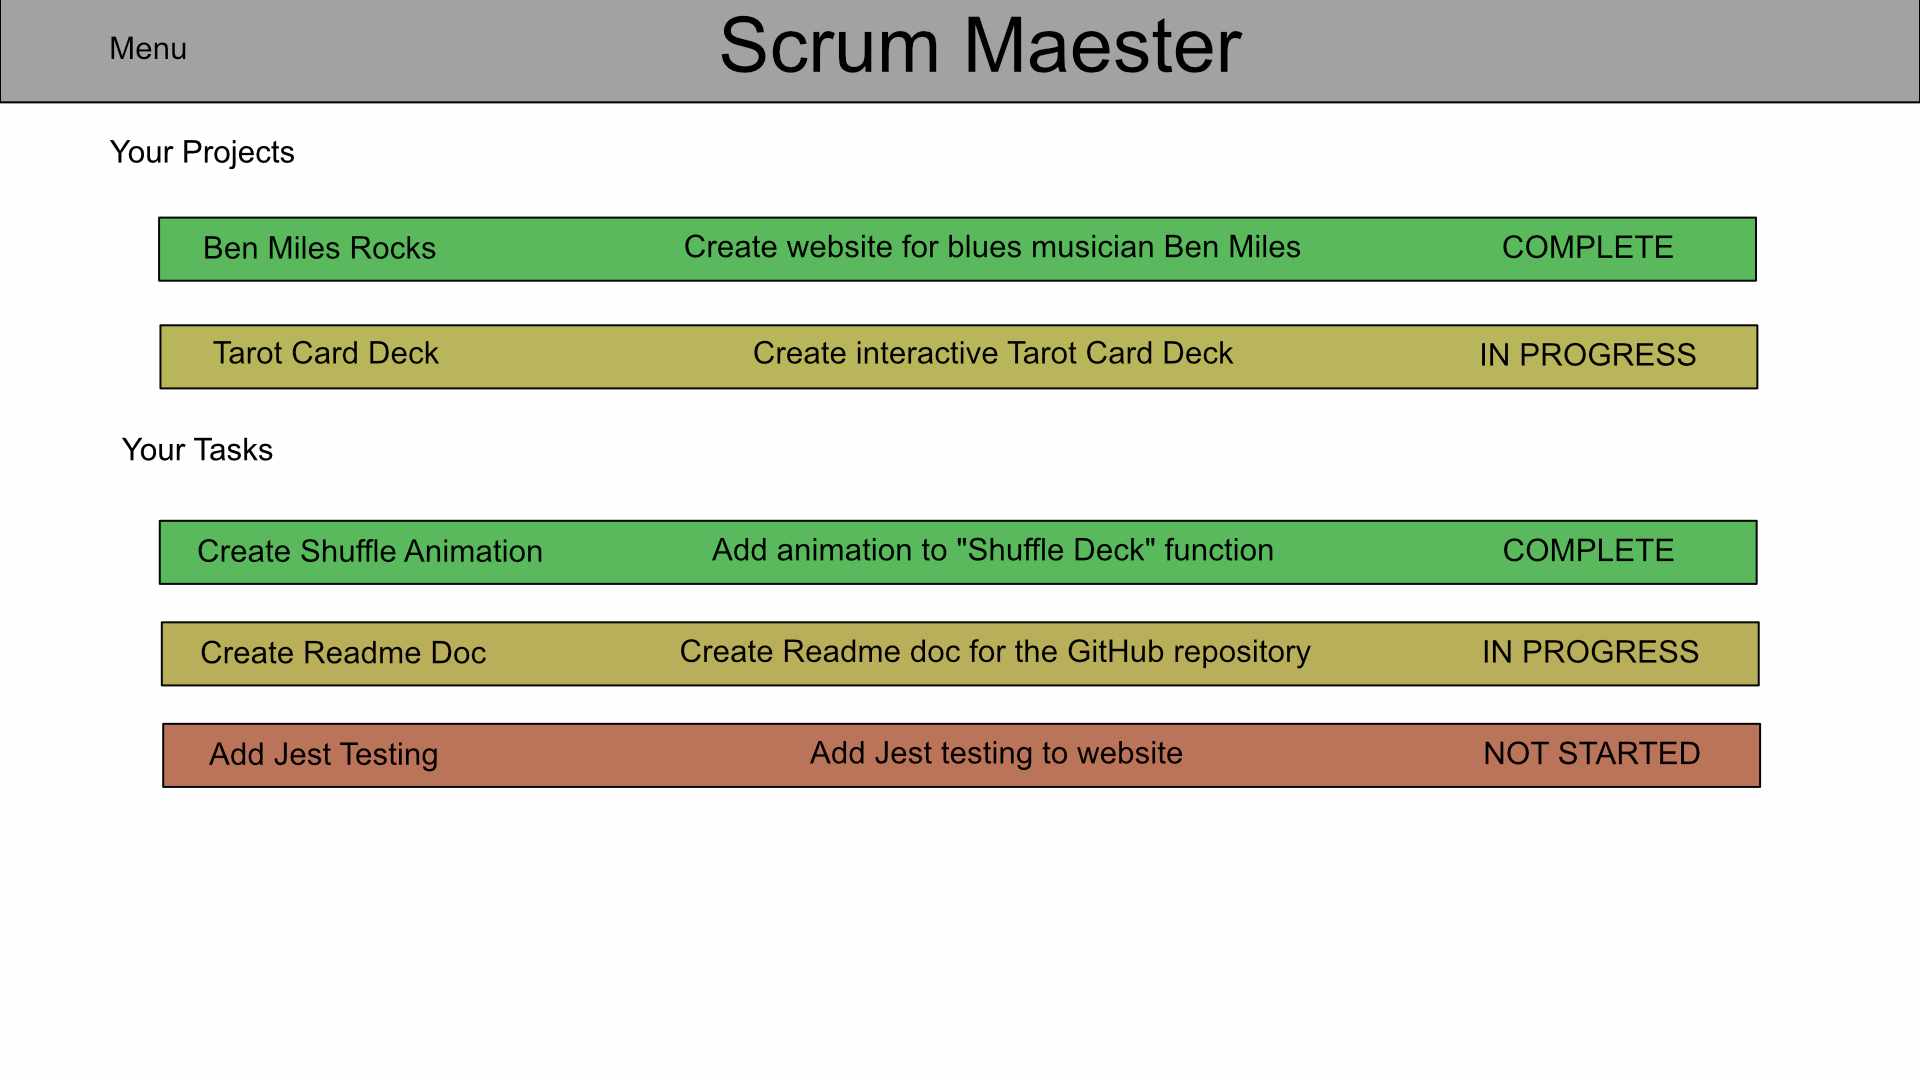 Menu
Scrum Maester
Your Projects
Ben Miles Rocks Create website for blues musician Ben Miles COMPLETE
Tarot Card Deck Create interactive Tarot Card Deck IN PROGRESS
Your Tasks
Create Shuffle Animation Add animation to "Shuffle Deck" function COMPLETE
Create Readme Doc Create Readme doc for the GitHub repository IN PROGRESS
Add Jest Testing Add Jest testing to website NOT STARTED